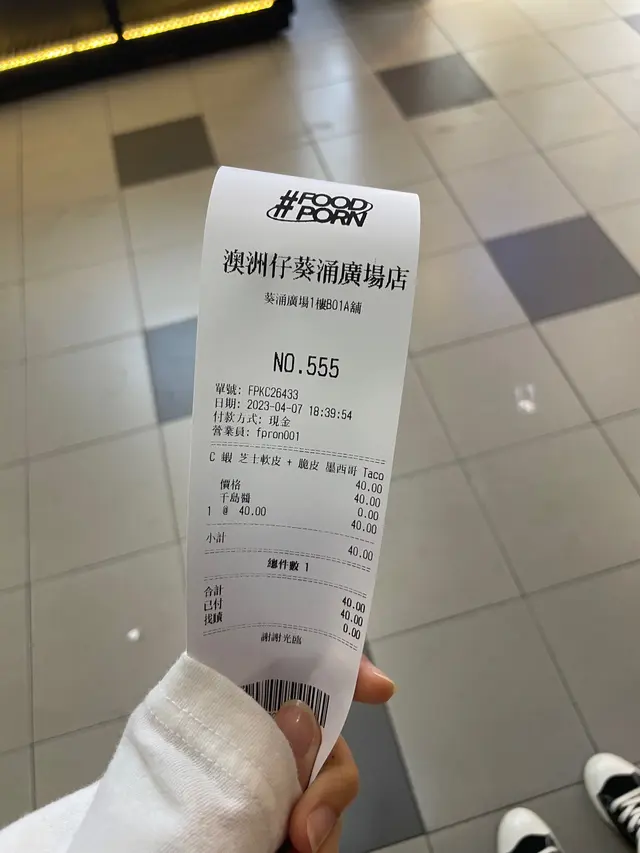 #FOOD
PORN
澳洲仔葵涌廣場店
葵涌廣場1樓B01A舖
NO.555
單號: FPKC26433
日期: 2023-04-07 18:39:54
付款方式: 現金
營業員: fpron001
C 蝦 芝士軟皮 + 脆皮 墨西哥 Taco
40.00
價格 40.00
千島醬 0.00
1 @ 40.00 40.00
小計 40.00
總件數 1
合計 40.00
已付 40.00
找續 0.00
謝謝光臨